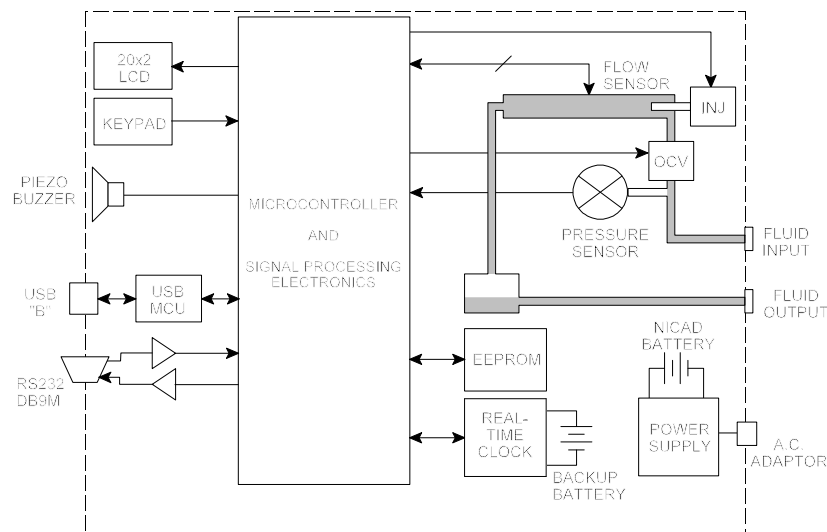 20x2
LCD
KEYPAD
PIEZO
BUZZER
USB
"B"
USB
MCU
RS232
DB9M
MICROCONTROLLER
AND
SIGNAL PROCESSING
ELECTRONICS
FLOW
SENSOR
INJ
OCV
PRESSURE
SENSOR
FLUID
INPUT
FLUID
OUTPUT
NICAD
BATTERY
EEPROM
REAL-
TIME
CLOCK
BACKUP
BATTERY
POWER
SUPPLY
A.C.
ADAPTOR